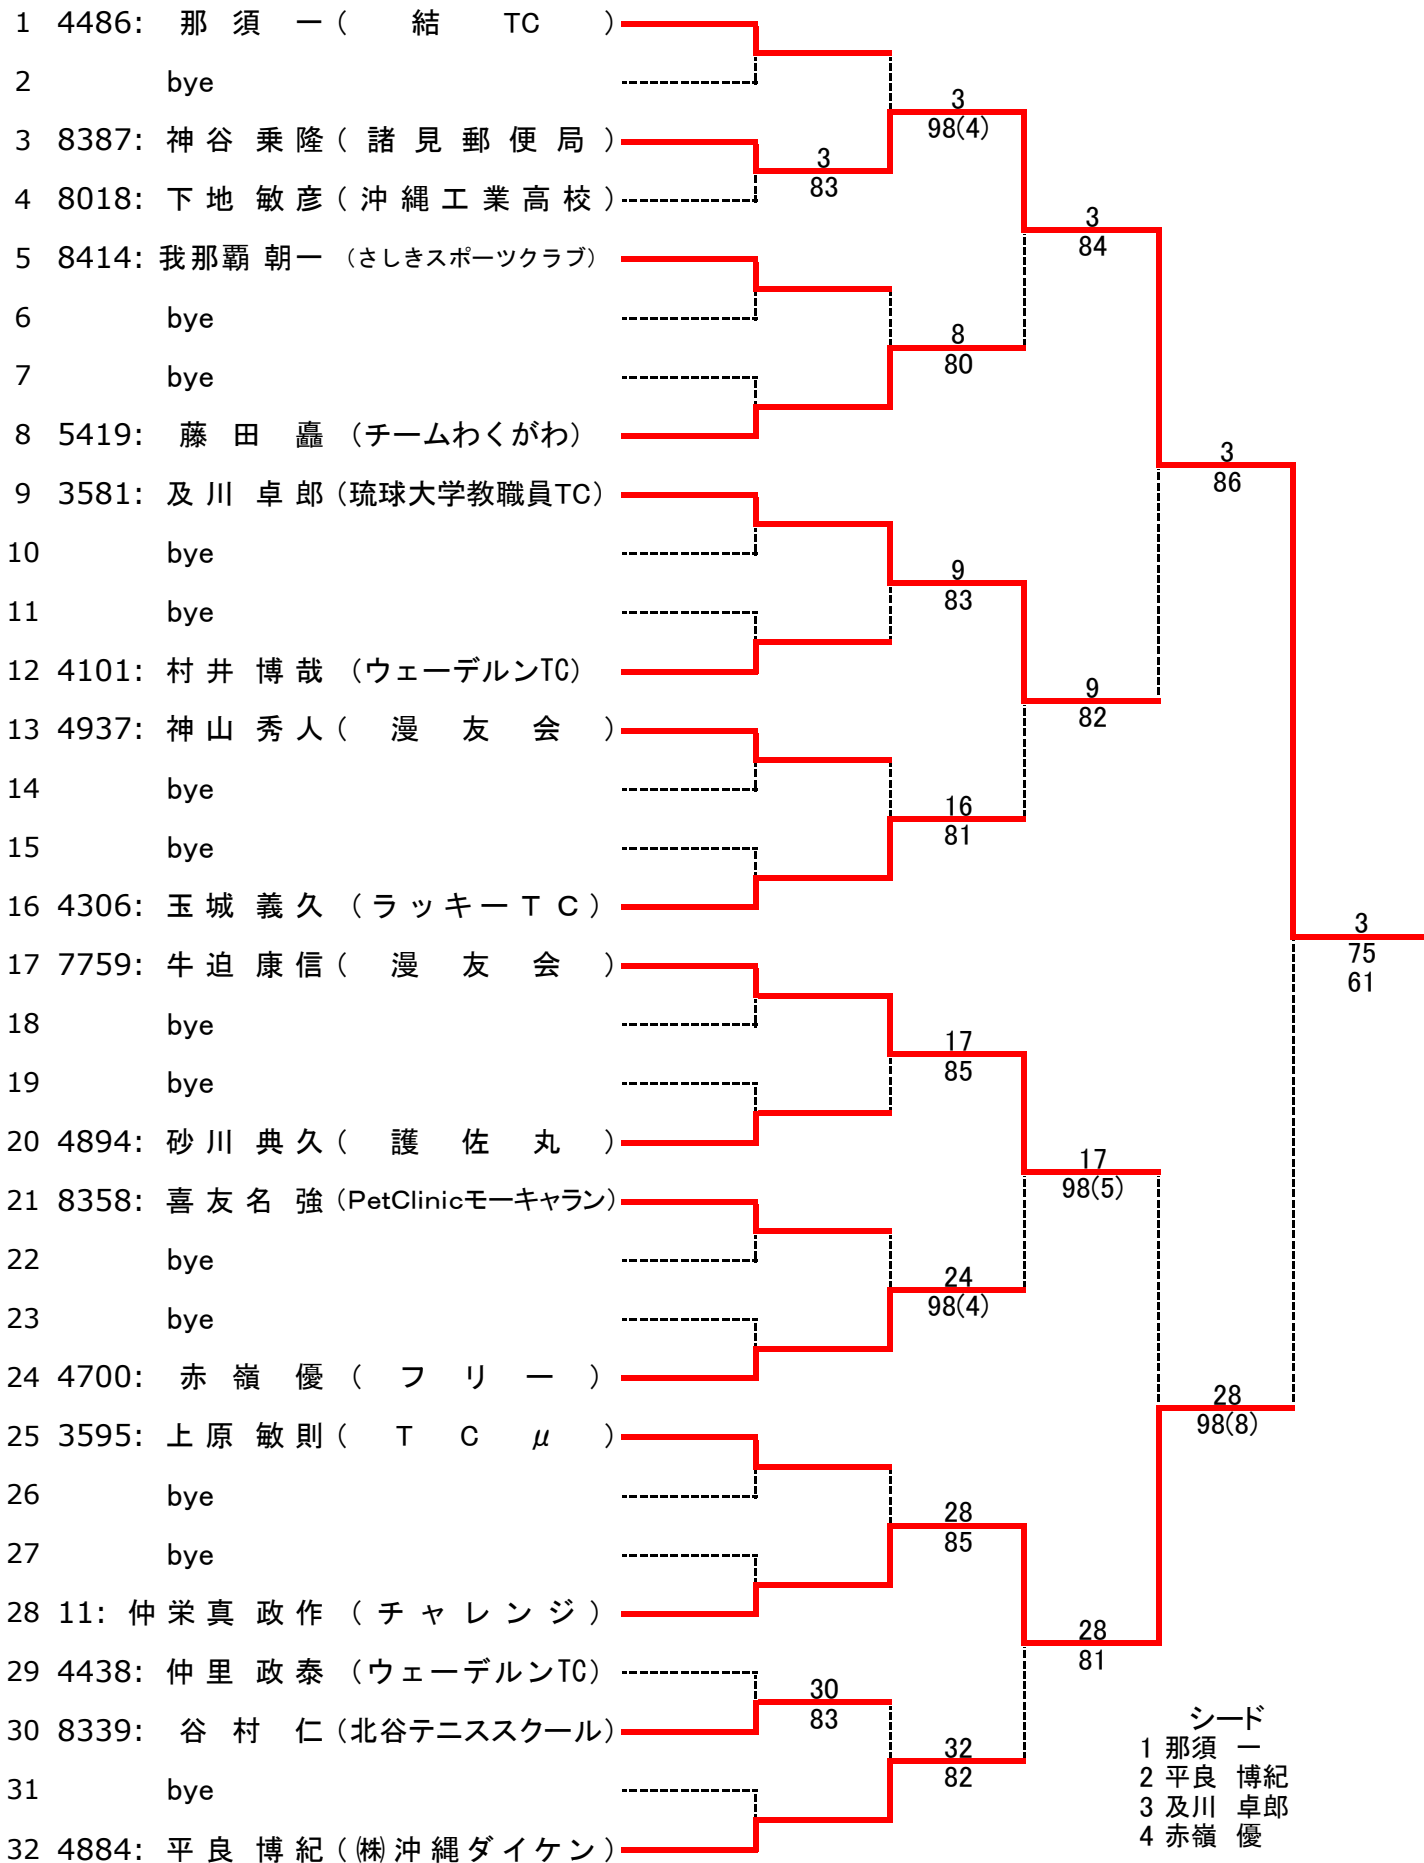 1 4486: 那 須 一 ( 結 TC )
2 bye
3 8387: 神谷 乗隆 ( 諸見郵便局 )
4 8018: 下地 敏彦 ( 沖縄工業高校 )
5 8414: 我那覇 朝一 (さしきスポーツクラブ)
6 bye
7 bye
8 5419: 藤 田 矗 (チームわくがわ)
9 3581: 及川 卓郎 (琉球大学教職員TC)
10 bye
11 bye
12 4101: 村井 博哉 (ウェーデルンTC)
13 4937: 神山 秀人 ( 漫 友 会 )
14 bye
15 bye
16 4306: 玉城 義久 (ラッキーTC)
17 7759: 牛迫 康信 ( 漫 友 会 )
18 bye
19 bye
20 4894: 砂川 典久 ( 護 佐 丸 )
21 8358: 喜友名 強 (PetClinicモーキャラン)
22 bye
23 bye
24 4700: 赤 嶺 優 ( フ リ ー )
25 3595: 上原 敏則 ( T C μ )
26 bye
27 bye
28 11: 仲栄真 政作 (チャレンジ)
29 4438: 仲里 政泰 (ウェーデルンTC)
30 8339: 谷 村 仁 (北谷テニススクール)
31 bye
32 4884: 平良 博紀 (㈱沖縄ダイケン)
3
83
30
83
3
98(4)
8
80
9
83
16
81
17
85
24
98(4)
28
85
32
82
3
84
9
82
17
98(5)
28
81
3
86
28
98(8)
3
75
61
シード
1 那須 一
2 平良 博紀
3 及川 卓郎
4 赤嶺 優